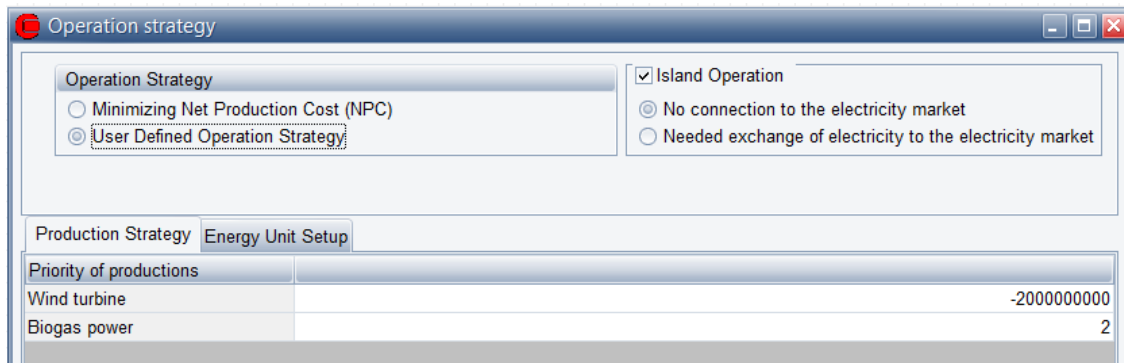 Operation strategy
Operation Strategy
Minimizing Net Production Cost (NPC)
User Defined Operation Strategy
Island Operation
No connection to the electricity market
Needed exchange of electricity to the electricity market
Production Strategy Energy Unit Setup
Priority of productions
Wind turbine -2000000000
Biogas power 2